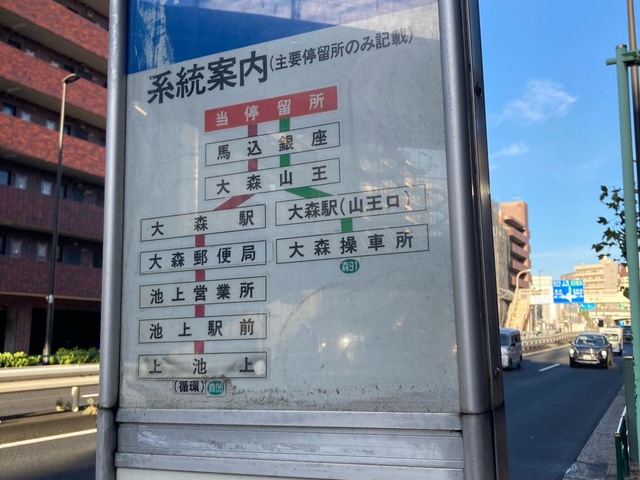 系統案内(主要停留所のみ記載)
当停留所
馬込銀座
大森山王
大森駅
大森駅(山王口)
大森郵便局
大森操車所
森91
池上営業所
池上駅前
上池上
(循環) 森05